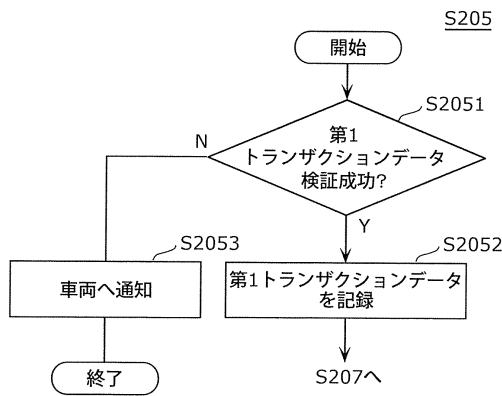 S205
開始
S2051
第1
トランザクションデータ
検証成功?
N
Y
S2053
車両へ通知
S2052
第1トランザクションデータ
を記録
終了
S207へ